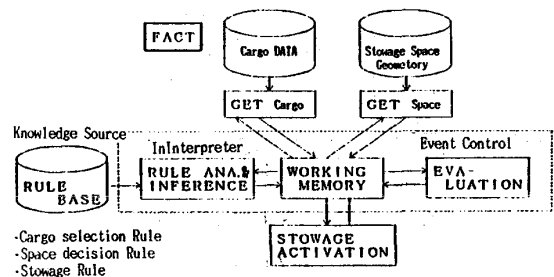 FACT
Cargo DATA
Stowage Space
Geometory
GET Cargo
GET Space
Knowledge Source
InInterpreter
Event Control
RULE BASE
RULE ANA.&
INFERENCE
WORKING
MEMORY
EVA-
LUATION
STOWAGE
ACTIVATION
·Cargo selection Rule
·Space decision Rule
·Stowage Rule